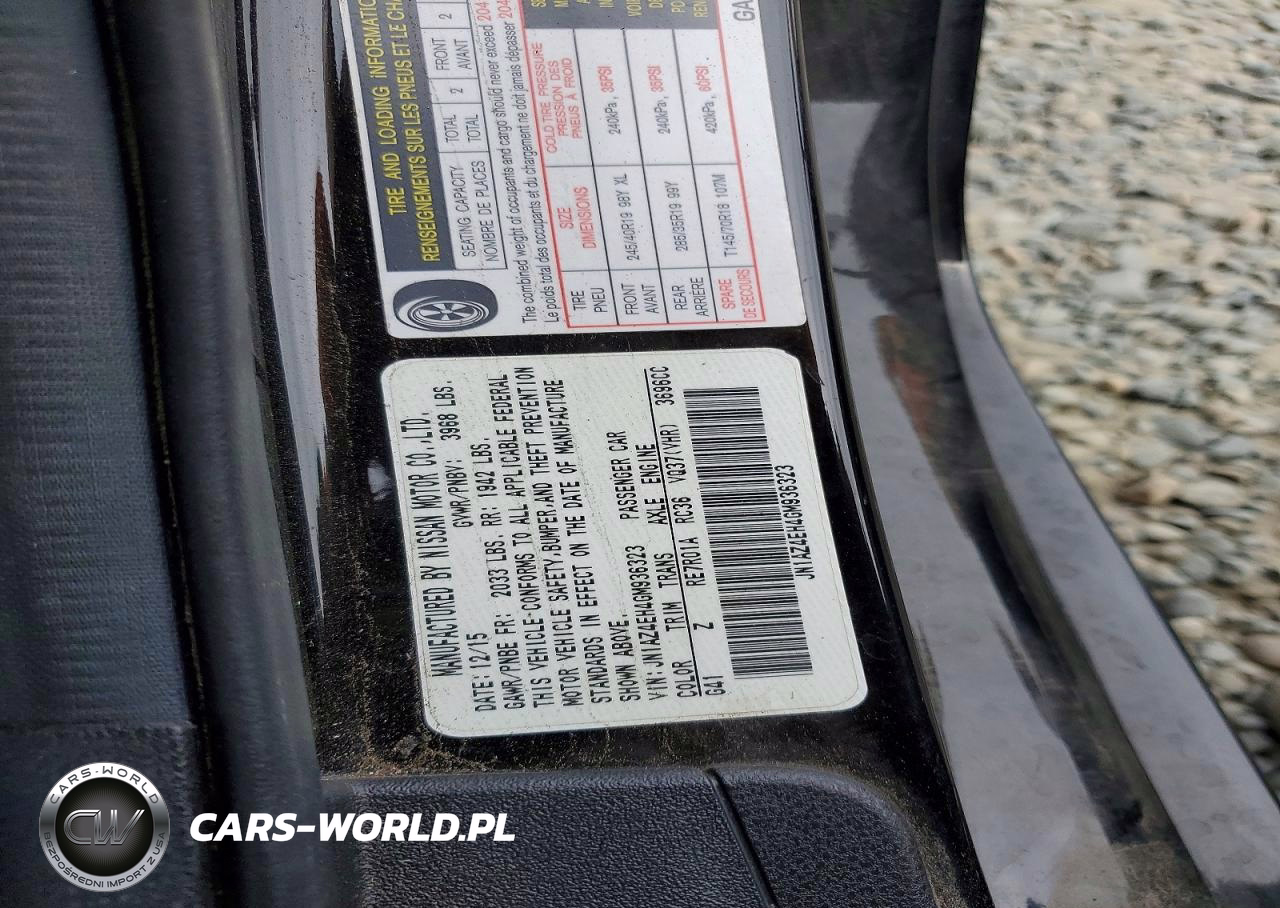 TIRE AND LOADING INFORMATION
RENSEIGNEMENTS SUR LES PNEUS ET LE
SEATING CAPACITY TOTAL 2 FRONT 2
NOMBRE DE PLACES TOTAL AVANT
The combined weight of occupants and cargo should never exceed 204
Le poids total des occupants et du chargement ne doit jamais dépasser 204
TIRE SIZE COLD TIRE PRESSURE
PNEU DIMENSIONS PRESSION DES PNEUS À FROID
FRONT AVANT 245/40R19 98Y XL 240kPa, 35PSI
REAR ARRIÈRE 285/35R19 99Y 240kPa, 35PSI
SPARE DE SECOURS T145/70R18 107M 420kPa, 60PSI
MANUFACTURED BY NISSAN MOTOR CO.,LTD.
DATE: 12/15 GVWR/PNBV: 3968 LBS.
GAWR/PNBE FR: 2033 LBS. RR: 1942 LBS.
THIS VEHICLE CONFORMS TO ALL APPLICABLE FEDERAL
MOTOR VEHICLE SAFETY,BUMPER,AND THEFT PREVENTION
STANDARDS IN EFFECT ON THE DATE OF MANUFACTURE
SHOWN ABOVE.
VIN: JN1AZ4EH4GM936323 PASSENGER CAR
COLOR TRIM TRANS AXLE ENGINE
G41 Z RE7R01A RC36 VQ37(VHR) 3696CC
JN1AZ4EH4GM936323
CARS-WORLD
CW
BEZPOŚREDNI IMPORT Z USA
CARS-WORLD.PL